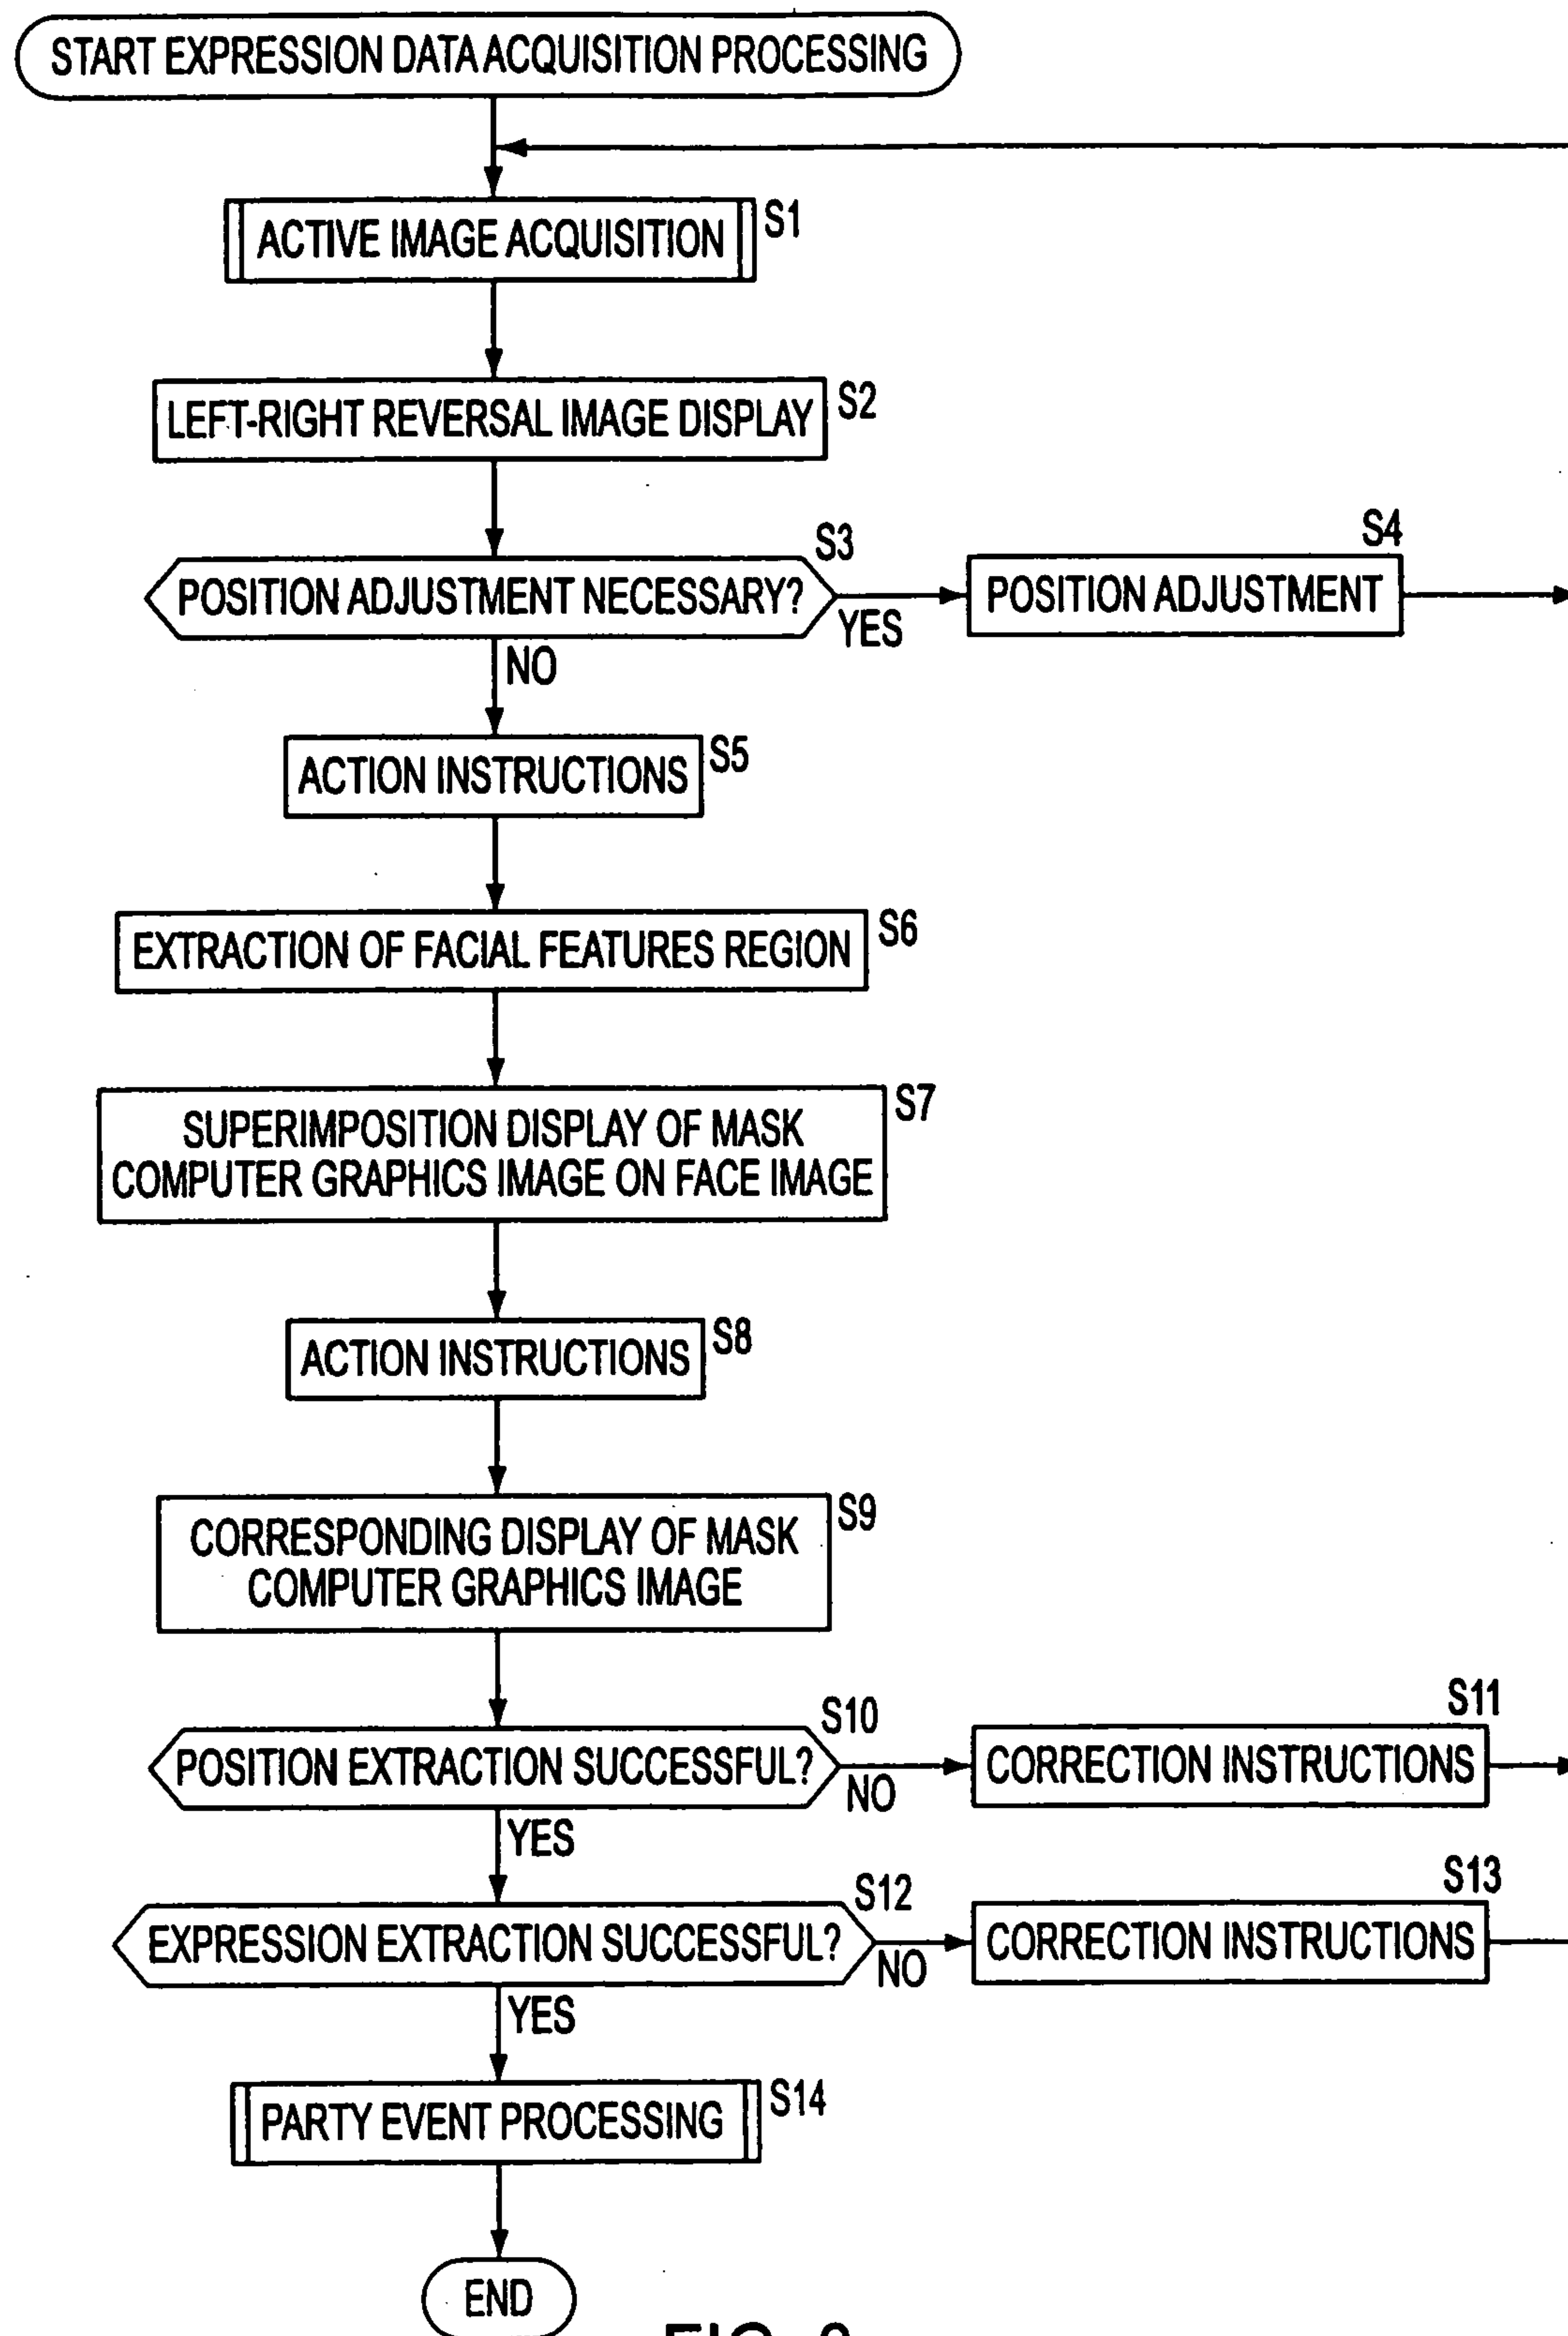 START EXPRESSION DATA ACQUISITION PROCESSING
ACTIVE IMAGE ACQUISITION
S1
LEFT-RIGHT REVERSAL IMAGE DISPLAY
S2
POSITION ADJUSTMENT NECESSARY?
S3
YES
NO
POSITION ADJUSTMENT
S4
ACTION INSTRUCTIONS
S5
EXTRACTION OF FACIAL FEATURES REGION
S6
SUPERIMPOSITION DISPLAY OF MASK
COMPUTER GRAPHICS IMAGE ON FACE IMAGE
S7
ACTION INSTRUCTIONS
S8
CORRESPONDING DISPLAY OF MASK
COMPUTER GRAPHICS IMAGE
S9
POSITION EXTRACTION SUCCESSFUL?
S10
NO
YES
CORRECTION INSTRUCTIONS
S11
EXPRESSION EXTRACTION SUCCESSFUL?
S12
NO
YES
CORRECTION INSTRUCTIONS
S13
PARTY EVENT PROCESSING
S14
END
FIG.